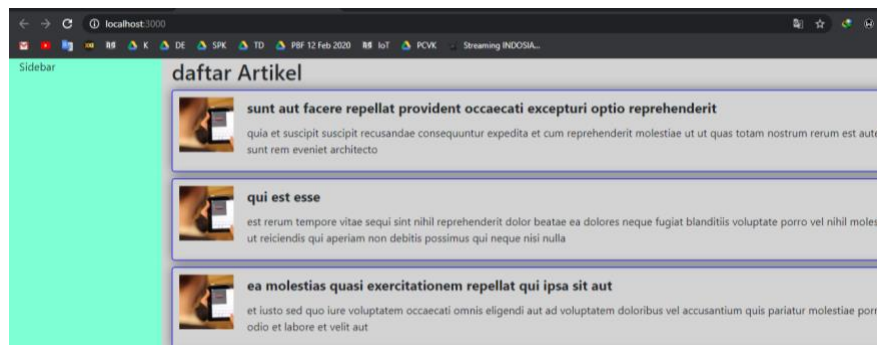 localhost:3000
K
DE
SPK
TD
PBF 12 Feb 2020
IoT
PCVK
Streaming INDOSIA...
Sidebar
daftar Artikel
sunt aut facere repellat provident occaecati excepturi optio reprehenderit
quia et suscipit suscipit recusandae consequuntur expedita et cum reprehenderit molestiae ut ut quas totam nostrum rerum est aute
sunt rem eveniet architecto
qui est esse
est rerum tempore vitae sequi sint nihil reprehenderit dolor beatae ea dolores neque fugiat blanditiis voluptate porro vel nihil moles
ut reiciendis qui aperiam non debitis possimus qui neque nisi nulla
ea molestias quasi exercitationem repellat qui ipsa sit aut
et iusto sed quo iure voluptatem occaecati omnis eligendi aut ad voluptatem doloribus vel accusantium quis pariatur molestiae porr
odio et labore et velit aut